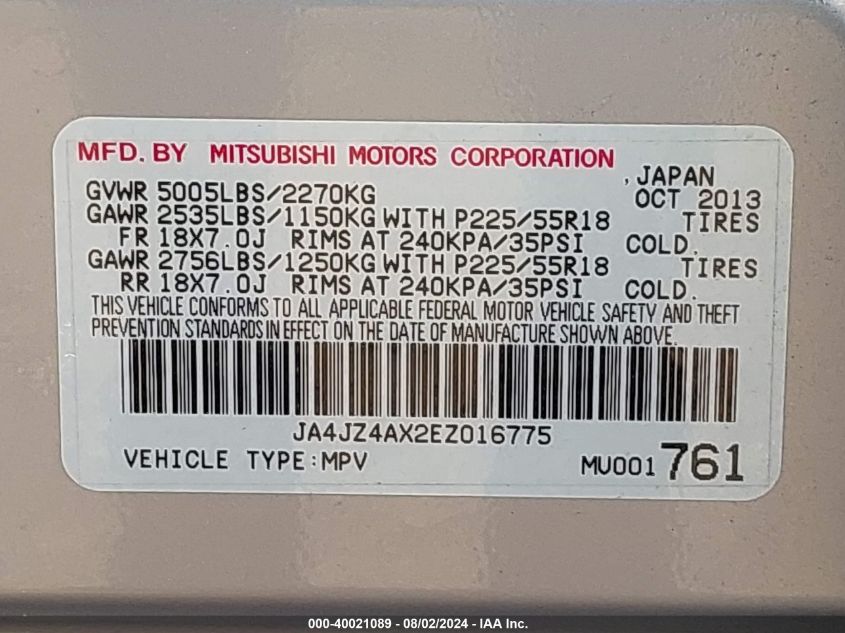 MFD. BY MITSUBISHI MOTORS CORPORATION , JAPAN
GVWR 5005LBS/2270KG OCT 2013
GAWR 2535LBS/1150KG WITH P225/55R18 TIRES
FR 18X7.0J RIMS AT 240KPA/35PSI COLD.
GAWR 2756LBS/1250KG WITH P225/55R18 TIRES
RR 18X7.0J RIMS AT 240KPA/35PSI COLD.
THIS VEHICLE CONFORMS TO ALL APPLICABLE FEDERAL MOTOR VEHICLE SAFETY AND THEFT
PREVENTION STANDARDS IN EFFECT ON THE DATE OF MANUFACTURE SHOWN ABOVE.
JA4JZ4AX2EZ016775
VEHICLE TYPE:MPV MU001 761
000-40021089 - 08/02/2024 - IAA Inc.